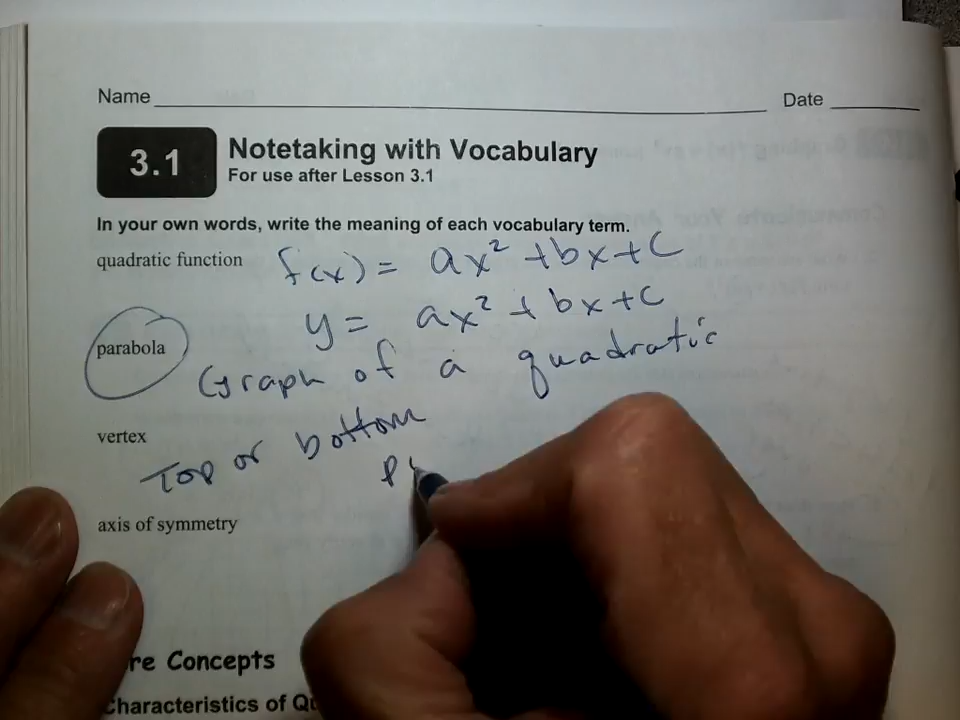 Name Date
3.1 Notetaking with Vocabulary
For use after Lesson 3.1
In your own words, write the meaning of each vocabulary term.
quadratic function f(x) = ax² + bx + c
y = ax² + bx + c
parabola
Graph of a quadratic
vertex
Top or bottom
axis of symmetry
re Concepts
Characteristics of Qu